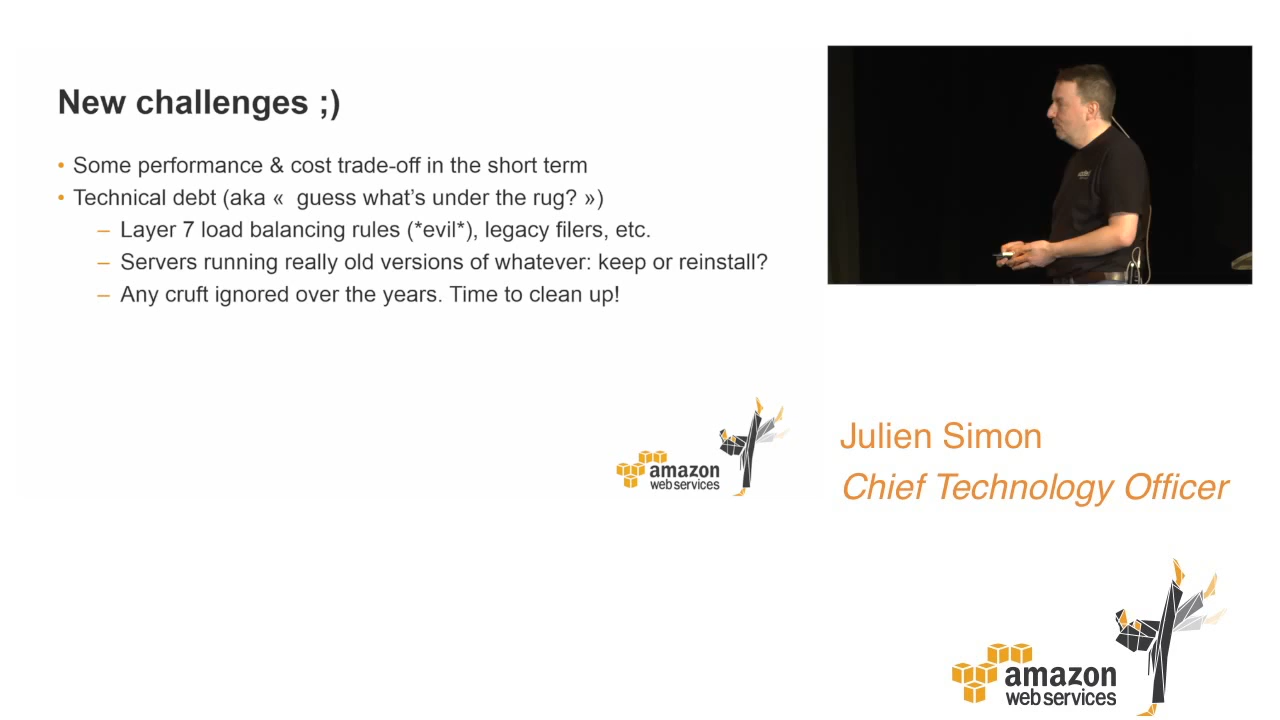 New challenges ;)
• Some performance & cost trade-off in the short term
• Technical debt (aka «  guess what's under the rug? »)
– Layer 7 load balancing rules (*evil*), legacy filers, etc.
– Servers running really old versions of whatever: keep or reinstall?
– Any cruft ignored over the years. Time to clean up!
amazon
web services
Julien Simon
Chief Technology Officer
amazon
web services